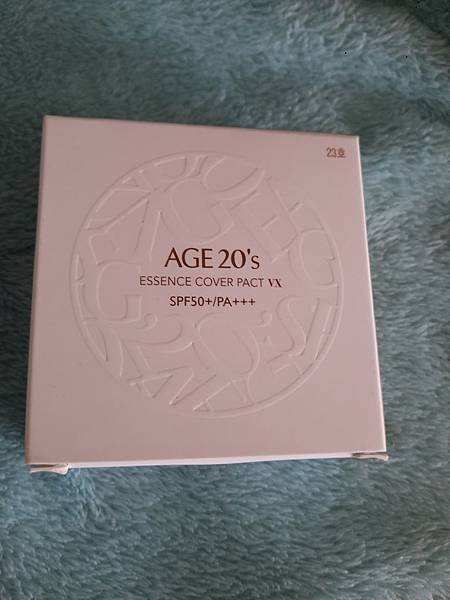 23호
AGE 20's
ESSENCE COVER PACT VX
SPF50+/PA+++